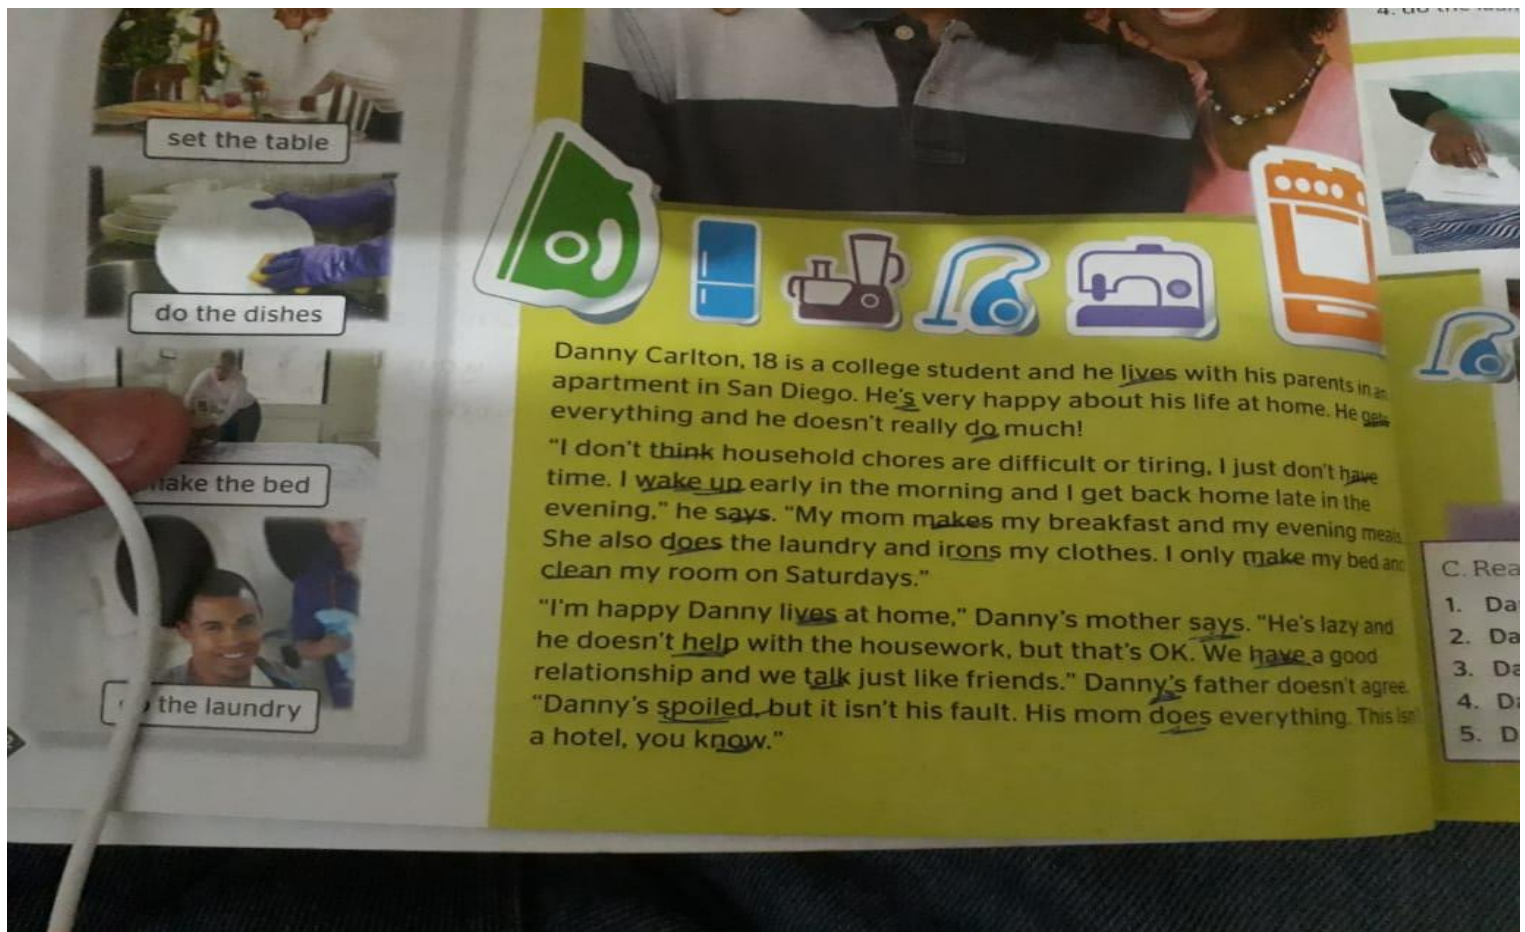 set the table
do the dishes
make the bed
the laundry
Danny Carlton, 18 is a college student and he lives with his parents in an
apartment in San Diego. He's very happy about his life at home. He gets
everything and he doesn't really do much!
"I don't think household chores are difficult or tiring, I just don't have
time. I wake up early in the morning and I get back home late in the
evening," he says. "My mom makes my breakfast and my evening meals.
She also does the laundry and irons my clothes. I only make my bed and
clean my room on Saturdays."
"I'm happy Danny lives at home," Danny's mother says. "He's lazy and
he doesn't help with the housework, but that's OK. We have a good
relationship and we talk just like friends." Danny's father doesn't agree.
"Danny's spoiled, but it isn't his fault. His mom does everything. This isn't
a hotel, you know."
C. Rea
1. Da
2. Da
3. Da
4. Da
5. D